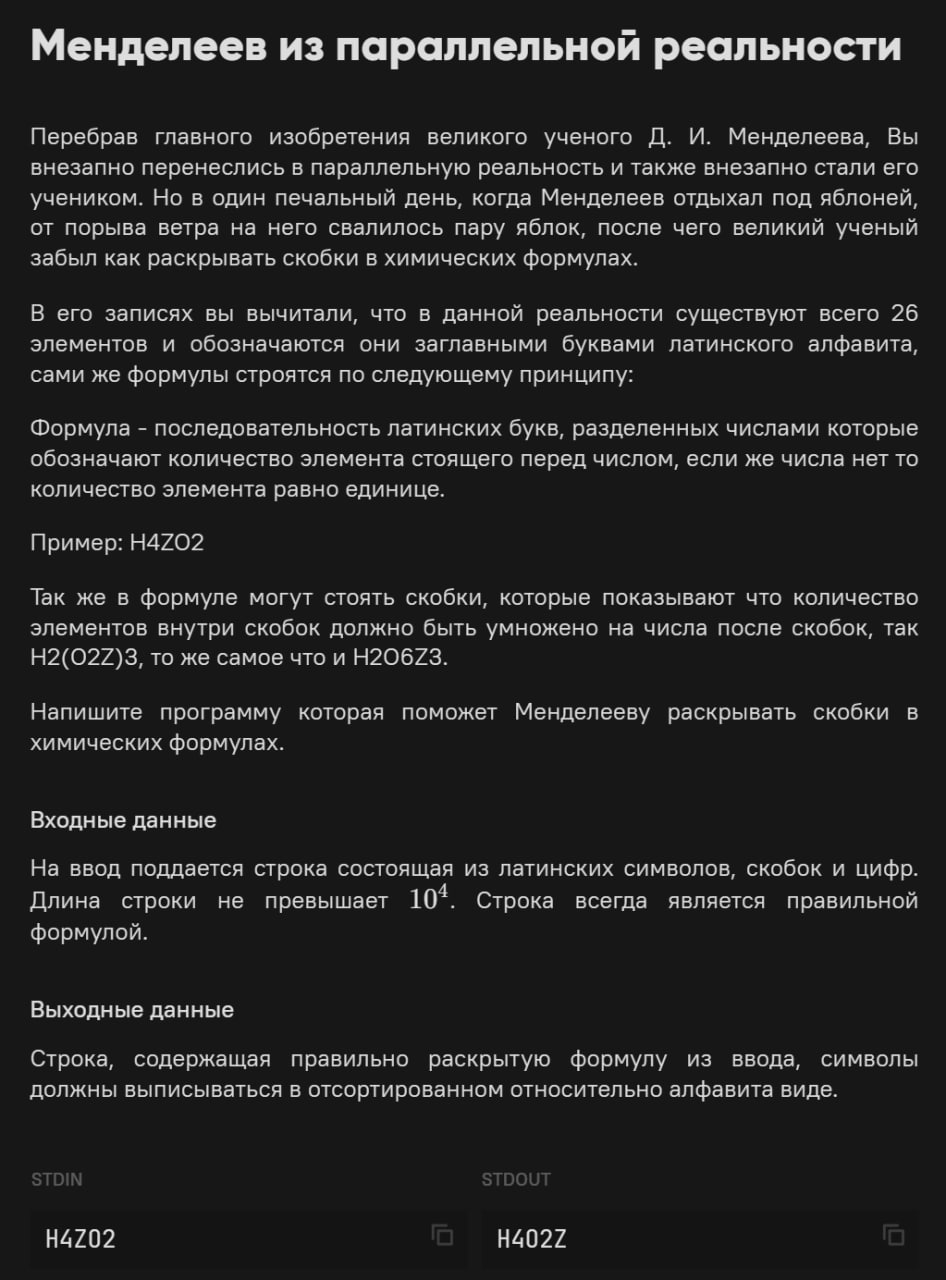 Менделеев из параллельной реальности
Перебрав главного изобретения великого ученого Д. И. Менделеева, Вы
внезапно перенеслись в параллельную реальность и также внезапно стали его
учеником. Но в один печальный день, когда Менделеев отдыхал под яблоней,
от порыва ветра на него свалилось пару яблок, после чего великий ученый
забыл как раскрывать скобки в химических формулах.
В его записях вы вычитали, что в данной реальности существуют всего 26
элементов и обозначаются они заглавными буквами латинского алфавита,
сами же формулы строятся по следующему принципу:
Формула - последовательность латинских букв, разделенных числами которые
обозначают количество элемента стоящего перед числом, если же числа нет то
количество элемента равно единице.
Пример: H4ZO2
Так же в формуле могут стоять скобки, которые показывают что количество
элементов внутри скобок должно быть умножено на числа после скобок, так
H2(O2Z)3, то же самое что и H2O6Z3.
Напишите программу которая поможет Менделееву раскрывать скобки в
химических формулах.
Входные данные
На ввод поддается строка состоящая из латинских символов, скобок и цифр.
Длина строки не превышает 10⁴. Строка всегда является правильной
формулой.
Выходные данные
Строка, содержащая правильно раскрытую формулу из ввода, символы
должны выписываться в отсортированном относительно алфавита виде.
STDIN STDOUT
H4ZO2 H4O2Z